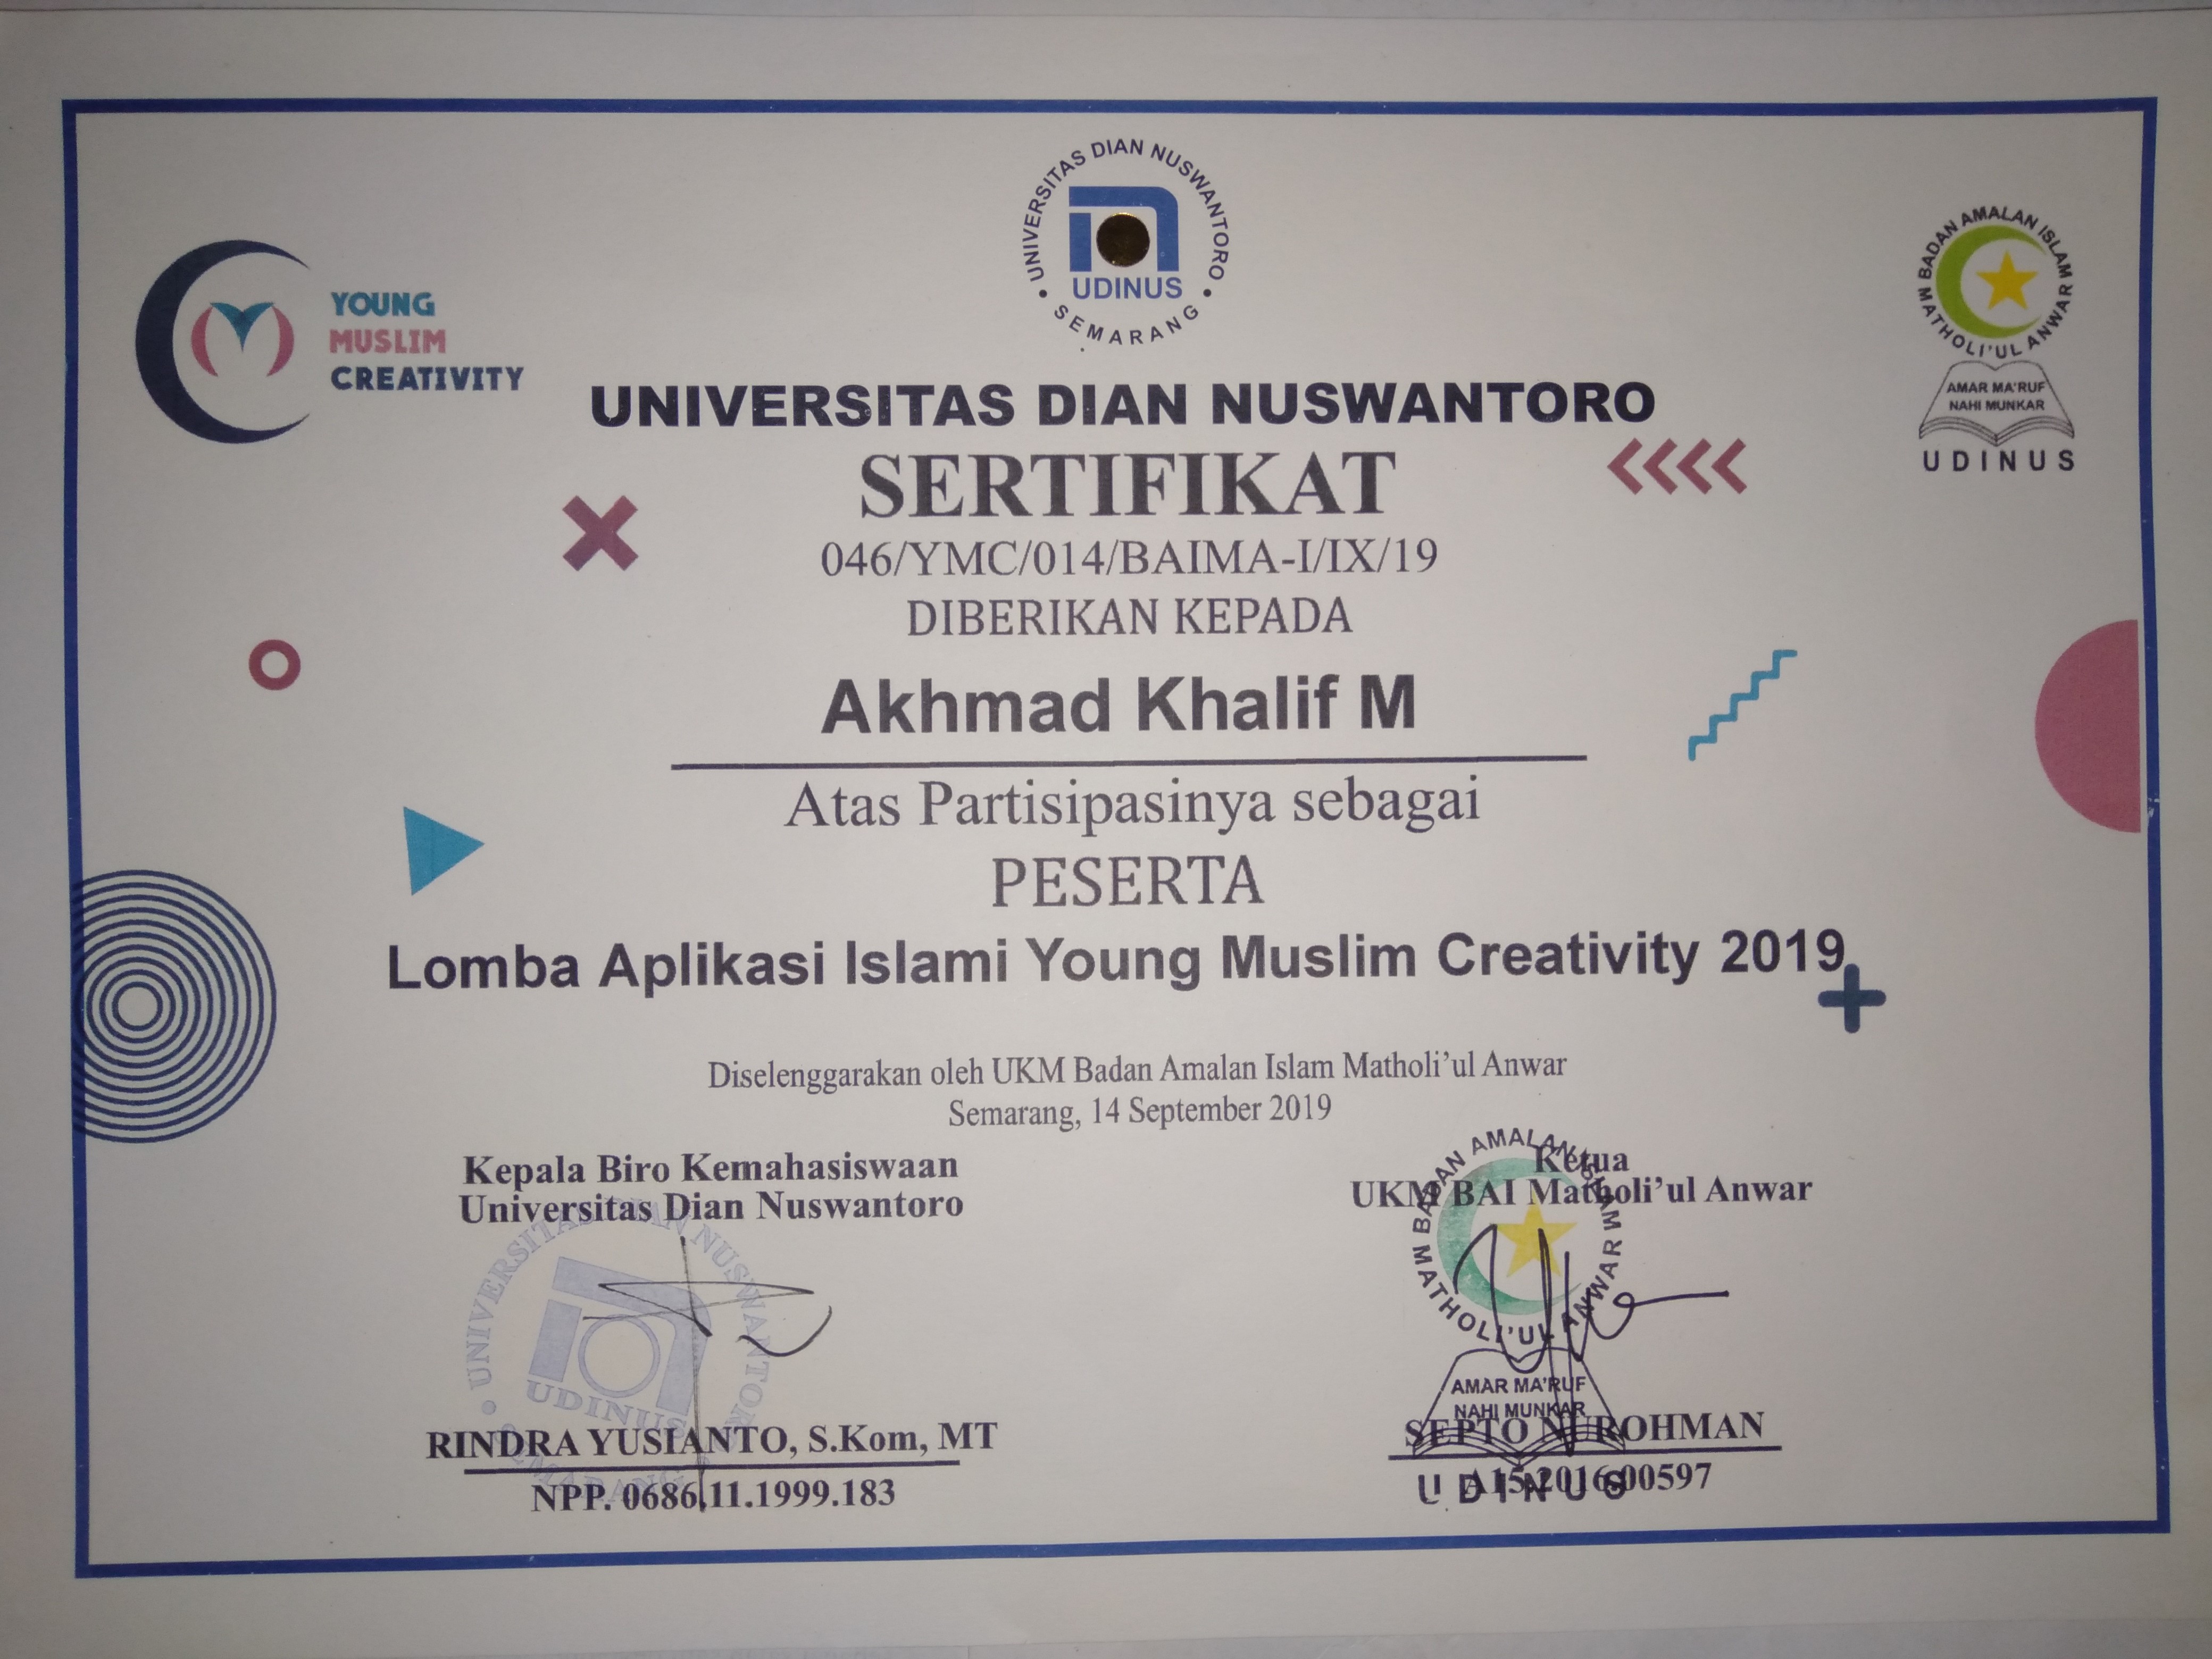 UNIVERSITAS DIAN NUSWANTORO
SEMARANG
UDINUS
YOUNG
MUSLIM
CREATIVITY
BADAN AMALAN ISLAM
MATHOLI'UL ANWAR
AMAR MA'RUF
NAHI MUNKAR
UDINUS
UNIVERSITAS DIAN NUSWANTORO
SERTIFIKAT
046/YMC/014/BAIMA-I/IX/19
DIBERIKAN KEPADA
Akhmad Khalif M
Atas Partisipasinya sebagai
PESERTA
Lomba Aplikasi Islami Young Muslim Creativity 2019
Diselenggarakan oleh UKM Badan Amalan Islam Matholi'ul Anwar
Semarang, 14 September 2019
Kepala Biro Kemahasiswaan
Universitas Dian Nuswantoro
UNIVERSITAS DIAN NUSWANTORO
UDINUS
SEMARANG
RINDRA YUSIANTO, S.Kom, MT
NPP. 0686.11.1999.183
Ketua
UKM BAI Matholi'ul Anwar
BADAN AMALAN ISLAM
MATHOLI'UL ANWAR
AMAR MA'RUF
NAHI MUNKAR
SEPTO NUROHMAN
A15.2016.00597
UDINUS